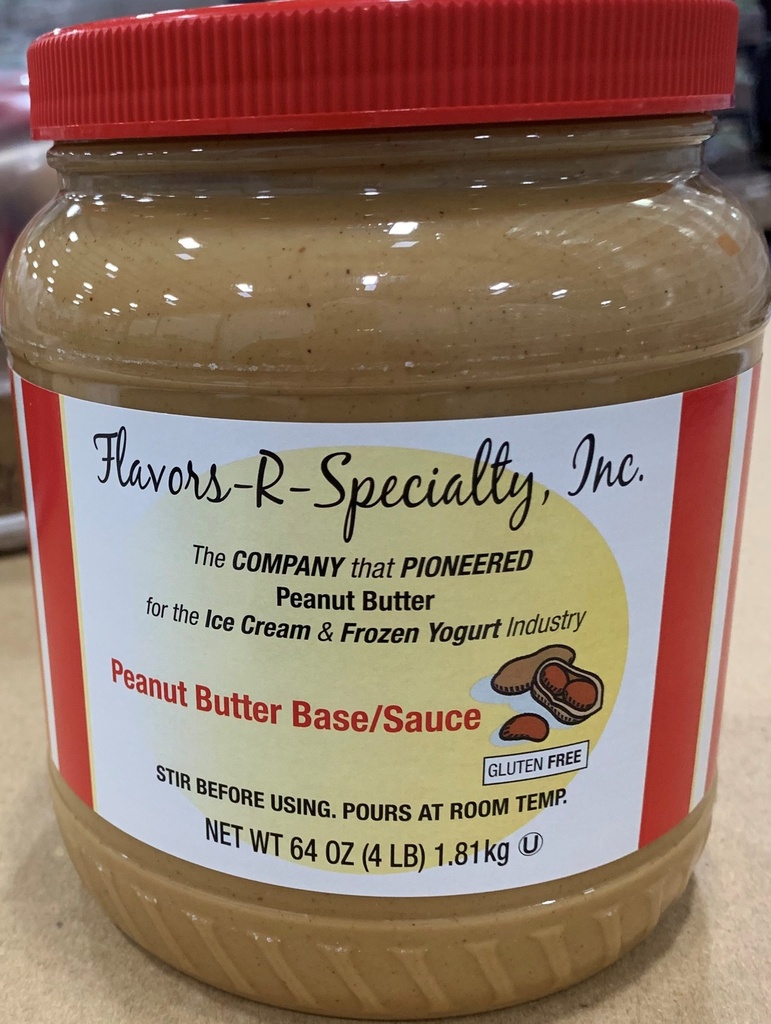 Flavors-R-Specialty, Inc.
The COMPANY that PIONEERED
Peanut Butter
for the Ice Cream & Frozen Yogurt Industry
Peanut Butter Base/Sauce
GLUTEN FREE
STIR BEFORE USING. POURS AT ROOM TEMP.
NET WT 64 OZ (4 LB) 1.81kg Ⓤ